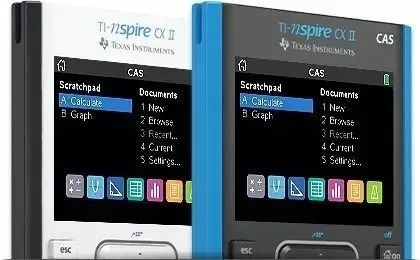 TI-nspire CX II
TEXAS INSTRUMENTS
CAS
Scratchpad
A Calculate
B Graph
Documents
1 New
2 Browse
3 Recent...
4 Current
5 Settings...
esc
TI-nspire CX II
TEXAS INSTRUMENTS
CAS
CAS
Scratchpad
A Calculate
B Graph
Documents
1 New
2 Browse
3 Recent...
4 Current
5 Settings...
esc
off
on